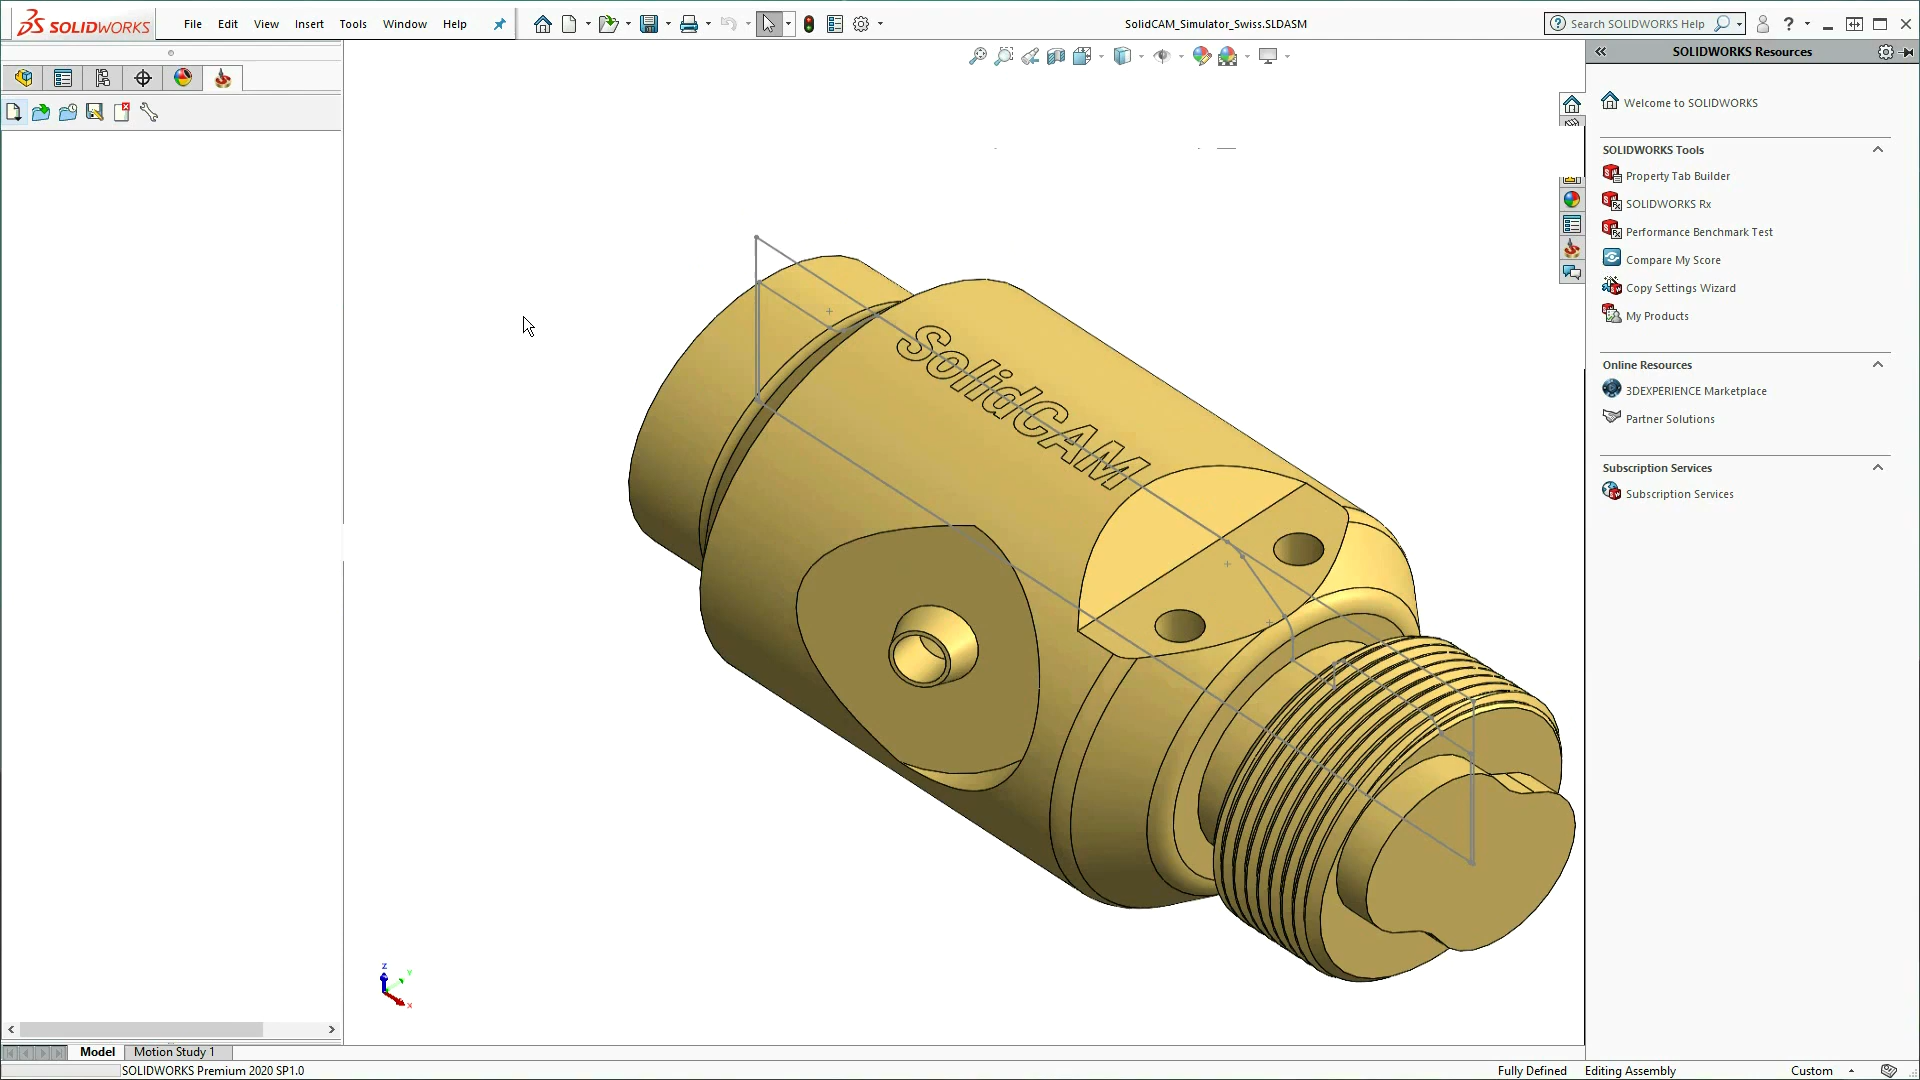 SOLIDWORKS File Edit View Insert Tools Window Help
SolidCAM_Simulator_Swiss.SLDASM
Search SOLIDWORKS Help
SOLIDWORKS Resources
Welcome to SOLIDWORKS
SOLIDWORKS Tools
Property Tab Builder
SOLIDWORKS Rx
Performance Benchmark Test
Compare My Score
Copy Settings Wizard
My Products
Online Resources
3DEXPERIENCE Marketplace
Partner Solutions
Subscription Services
Subscription Services
SolidCAM
Z
Y
X
Model Motion Study 1
SOLIDWORKS Premium 2020 SP1.0
Fully Defined Editing Assembly Custom